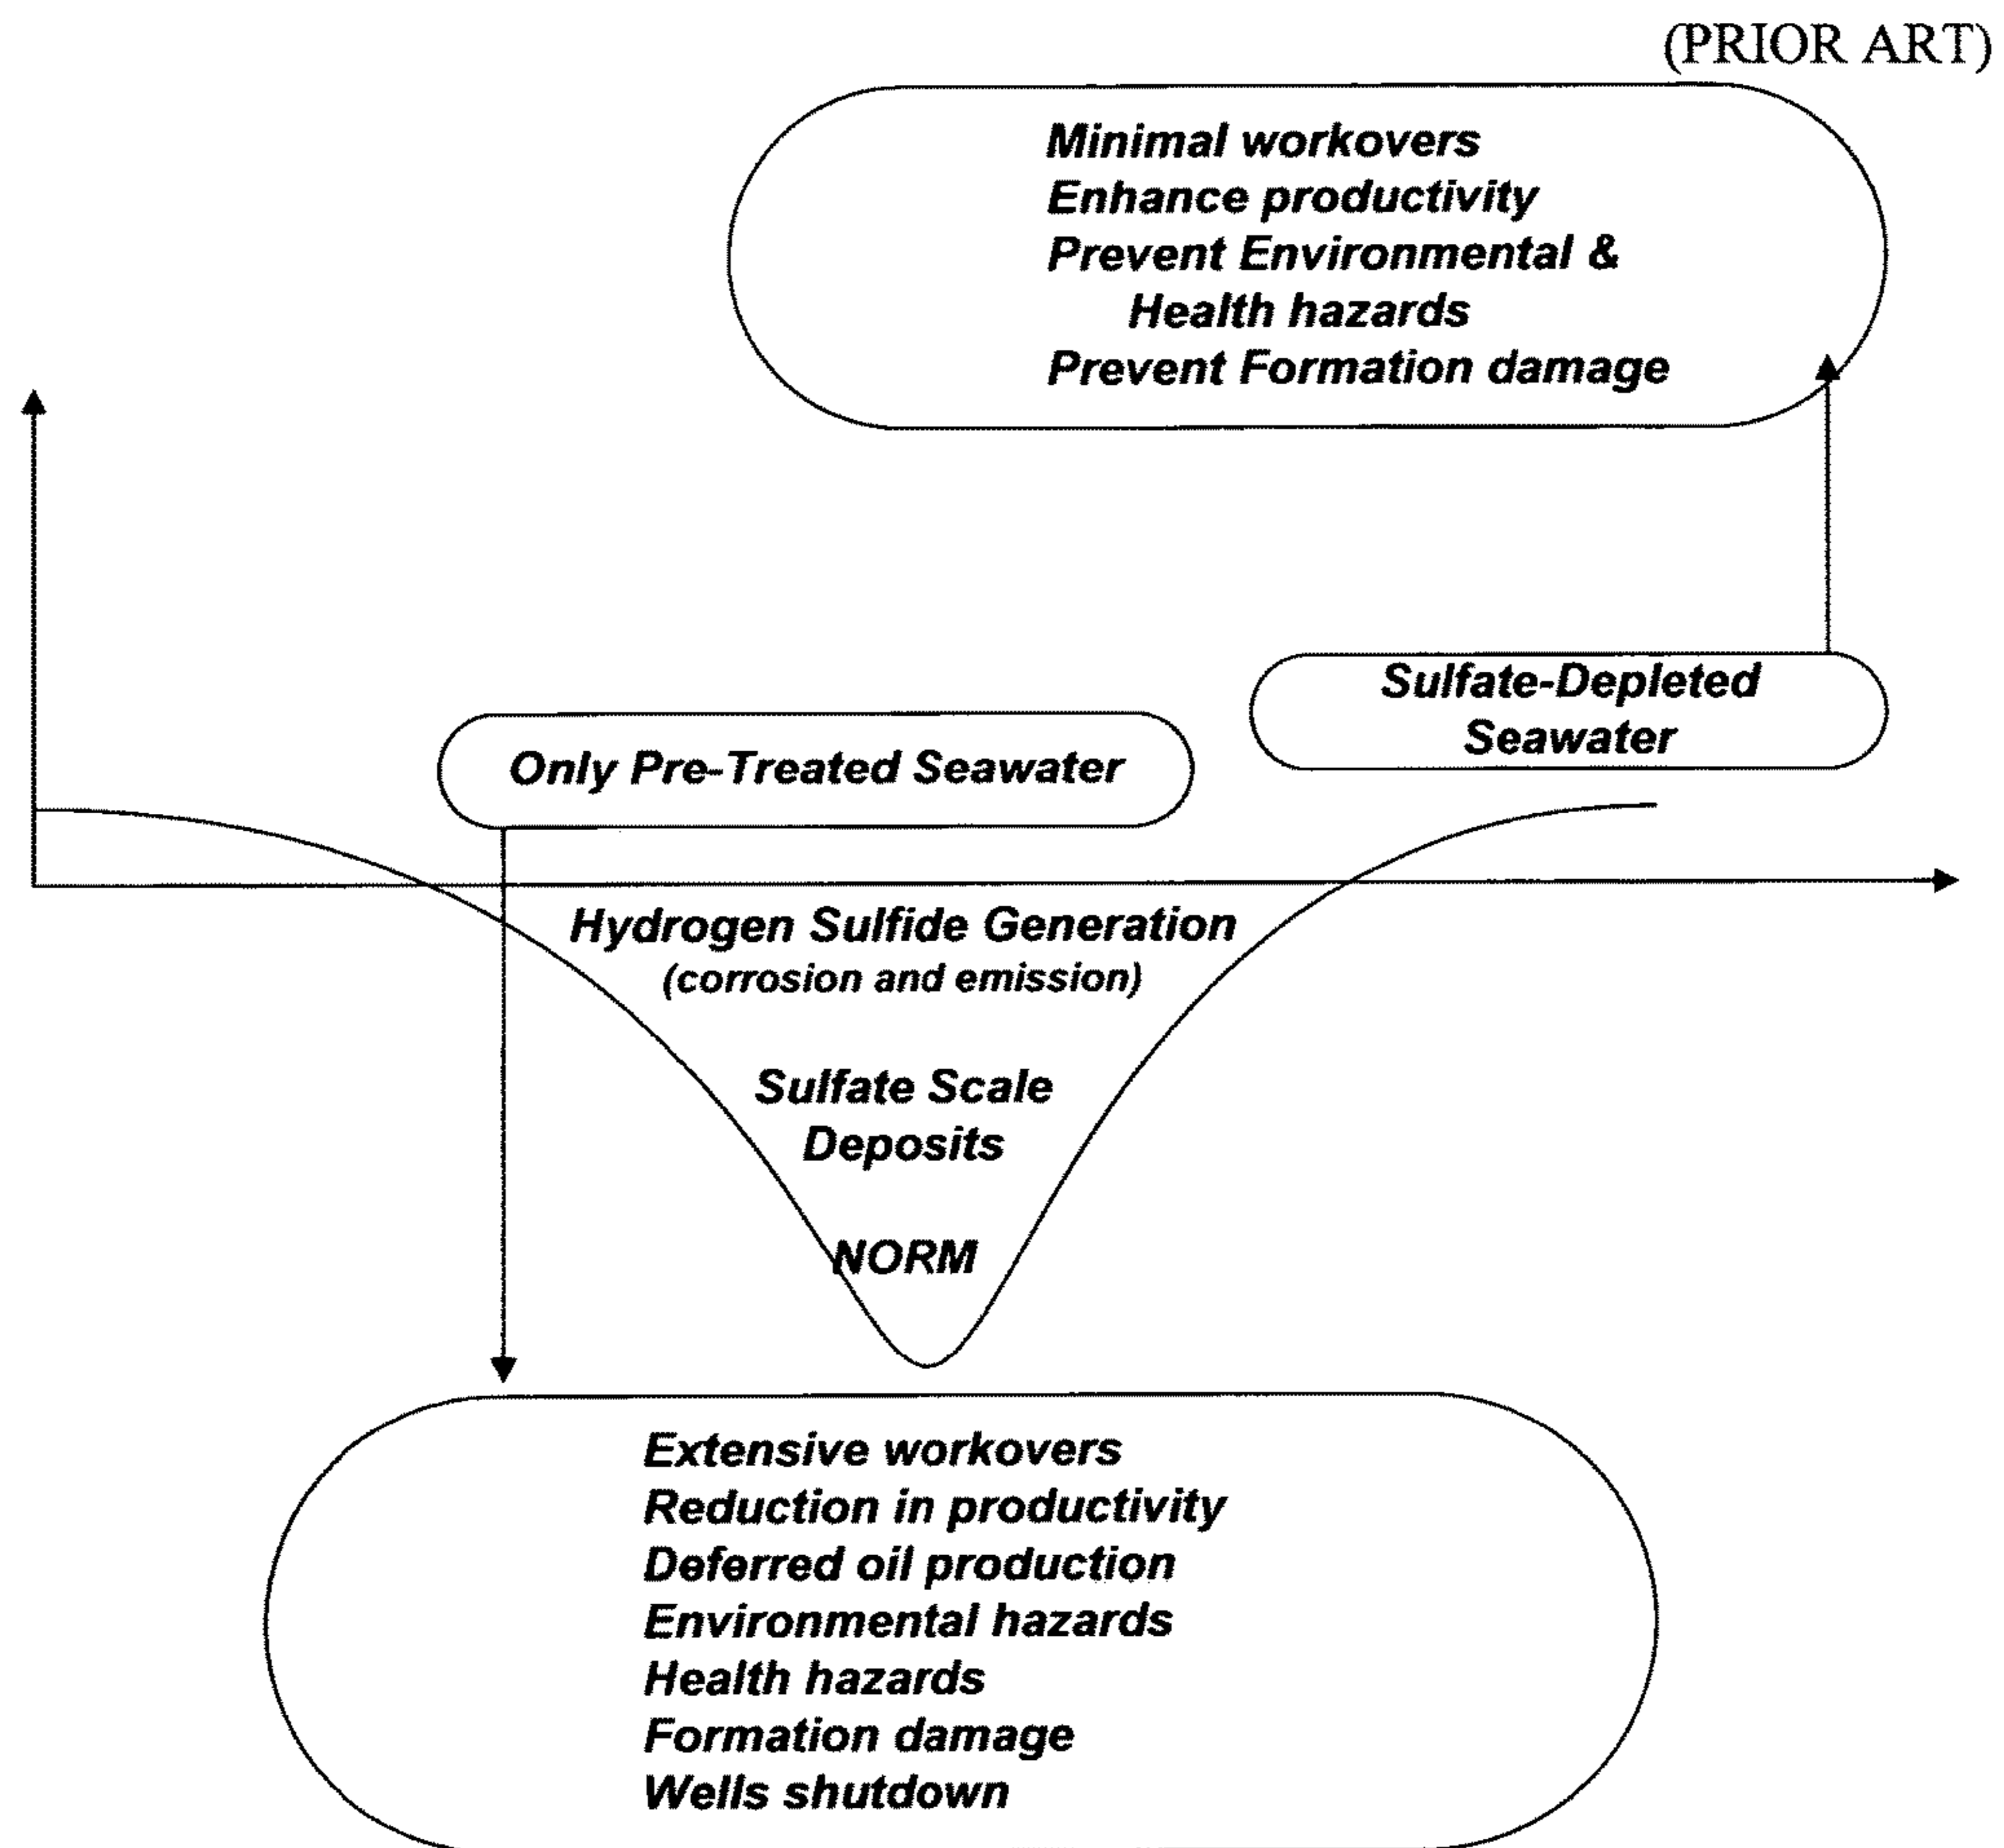 (PRIOR ART)
Minimal workovers
Enhance productivity
Prevent Environmental &
Health hazards
Prevent Formation damage
Sulfate-Depleted
Seawater
Only Pre-Treated Seawater
Hydrogen Sulfide Generation
(corrosion and emission)
Sulfate Scale
Deposits
NORM
Extensive workovers
Reduction in productivity
Deferred oil production
Environmental hazards
Health hazards
Formation damage
Wells shutdown